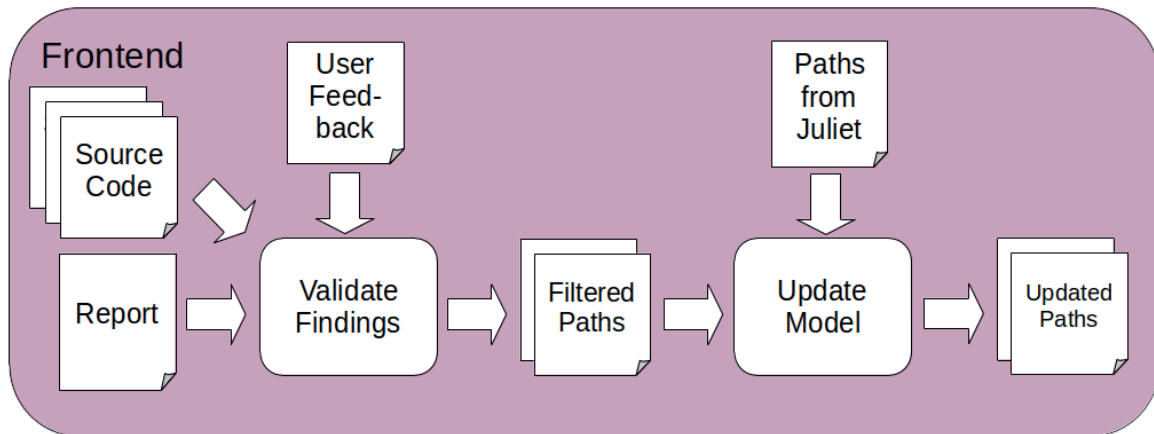 Frontend
User
Feed-
back
Paths
from
Juliet
Source
Code
Report
Validate
Findings
Filtered
Paths
Update
Model
Updated
Paths